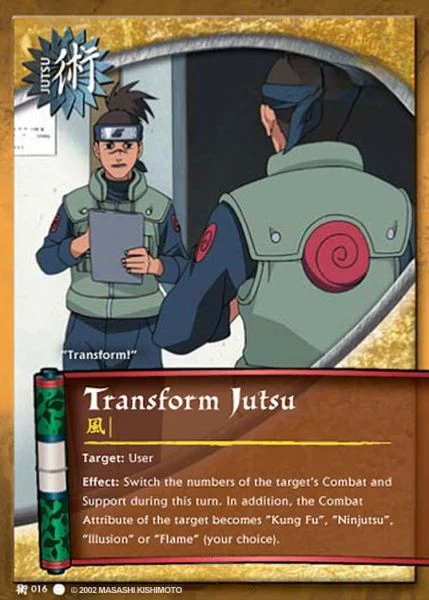 JUTSU 術
"Transform!"
Transform Jutsu
風
Target: User
Effect: Switch the numbers of the target's Combat and
Support during this turn. In addition, the Combat
Attribute of the target becomes "Kung Fu", "Ninjutsu",
"Illusion" or "Flame" (your choice).
術 016 © 2002 MASASHI KISHIMOTO